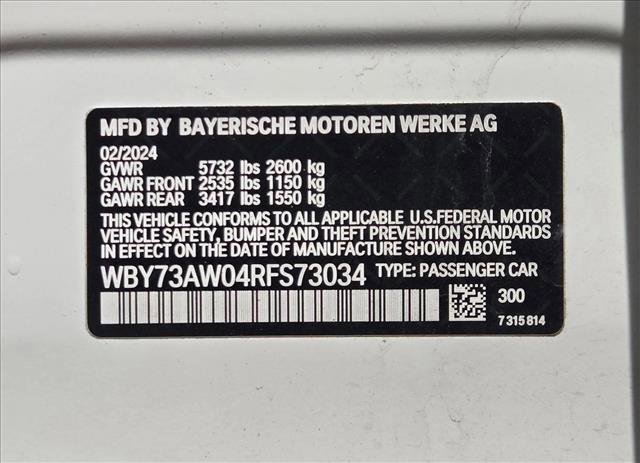 MFD BY BAYERISCHE MOTOREN WERKE AG
02/2024
GVWR 5732 lbs 2600 kg
GAWR FRONT 2535 lbs 1150 kg
GAWR REAR 3417 lbs 1550 kg
THIS VEHICLE CONFORMS TO ALL APPLICABLE U.S.FEDERAL MOTOR
VEHICLE SAFETY, BUMPER AND THEFT PREVENTION STANDARDS
IN EFFECT ON THE DATE OF MANUFACTURE SHOWN ABOVE.
WBY73AW04RFS73034 TYPE: PASSENGER CAR
300
7 315 814